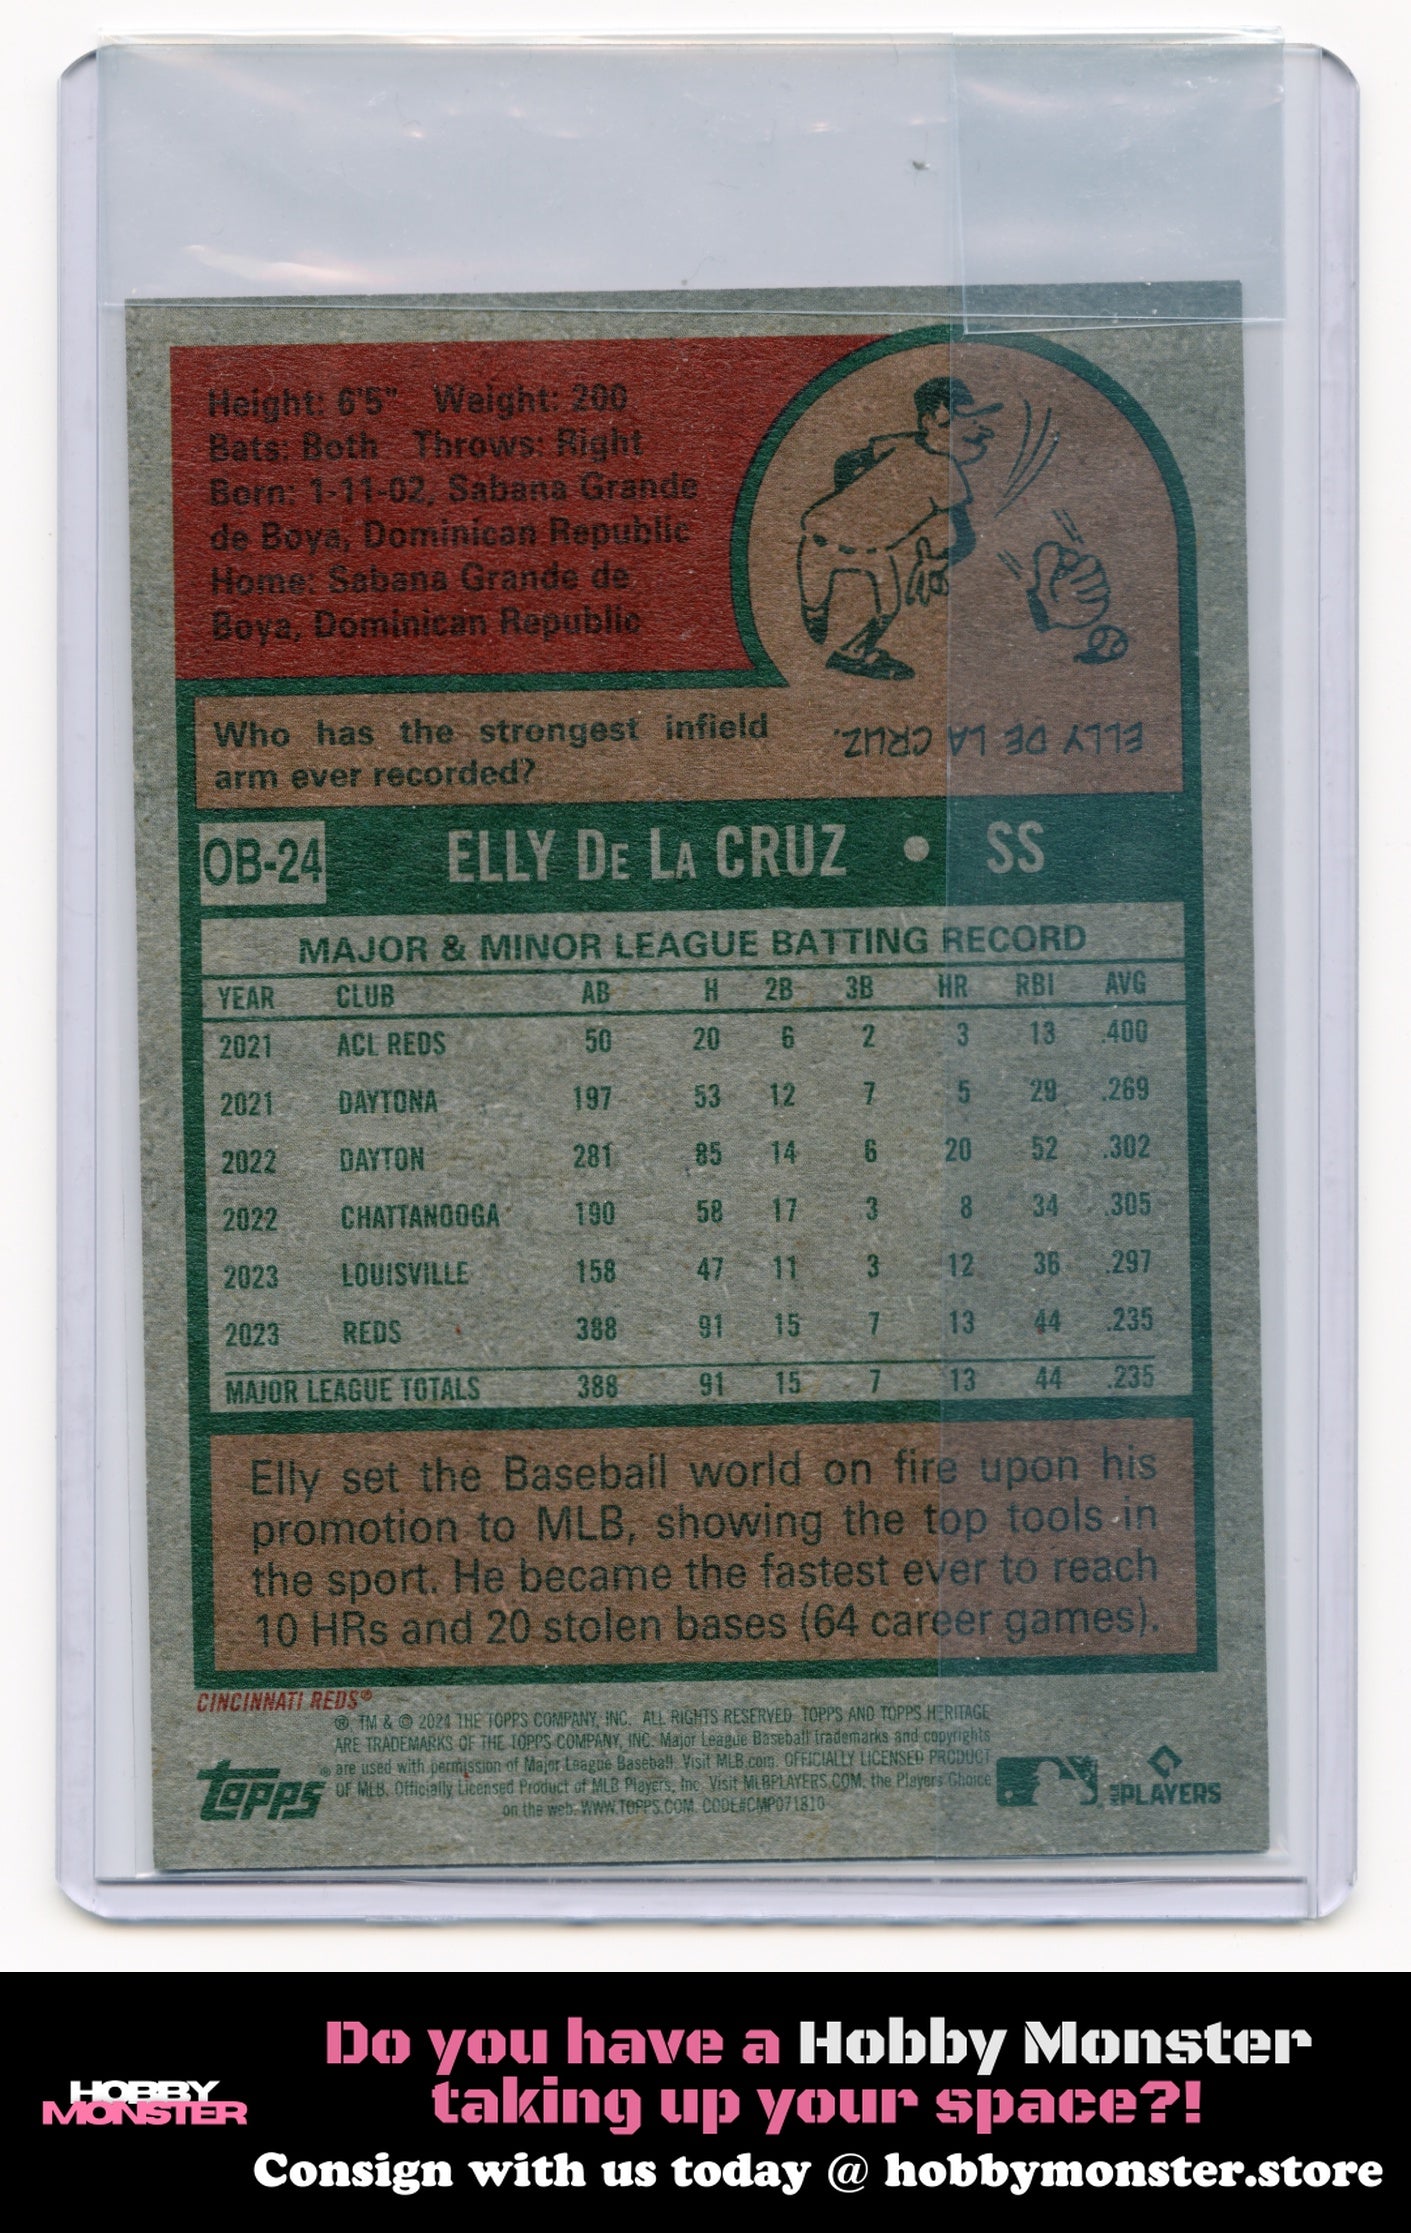 Height: 6'5" Weight: 200
Bats: Both Throws: Right
Born: 1-11-02, Sabana Grande
de Boya, Dominican Republic
Home: Sabana Grande de
Boya, Dominican Republic
Who has the strongest infield
arm ever recorded?
ELLY DE LA CRUZ.
OB-24 ELLY DE LA CRUZ • SS
MAJOR & MINOR LEAGUE BATTING RECORD
YEAR CLUB AB H 2B 3B HR RBI AVG
2021 ACL REDS 50 20 6 2 3 13 .400
2021 DAYTONA 197 53 12 7 5 29 .269
2022 DAYTON 281 85 14 6 20 52 .302
2022 CHATTANOOGA 190 58 17 3 8 34 .305
2023 LOUISVILLE 158 47 11 3 12 36 .297
2023 REDS 388 91 15 7 13 44 .235
MAJOR LEAGUE TOTALS 388 91 15 7 13 44 .235
Elly set the Baseball world on fire upon his
promotion to MLB, showing the top tools in
the sport. He became the fastest ever to reach
10 HRs and 20 stolen bases (64 career games).
CINCINNATI REDS®
®, TM & © 2024 THE TOPPS COMPANY, INC. ALL RIGHTS RESERVED. TOPPS AND TOPPS HERITAGE
ARE TRADEMARKS OF THE TOPPS COMPANY, INC. Major League Baseball trademarks and copyrights
are used with permission of Major League Baseball. Visit MLB.com. OFFICIALLY LICENSED PRODUCT
OF MLB. Officially Licensed Product of MLB Players, Inc. Visit MLBPLAYERS.COM, the Players Choice
on the web. WWW.TOPPS.COM. CODE#CMP071810
topps®
MLB PLAYERS
HOBBY
MONSTER
Do you have a Hobby Monster
taking up your space?!
Consign with us today @ hobbymonster.store